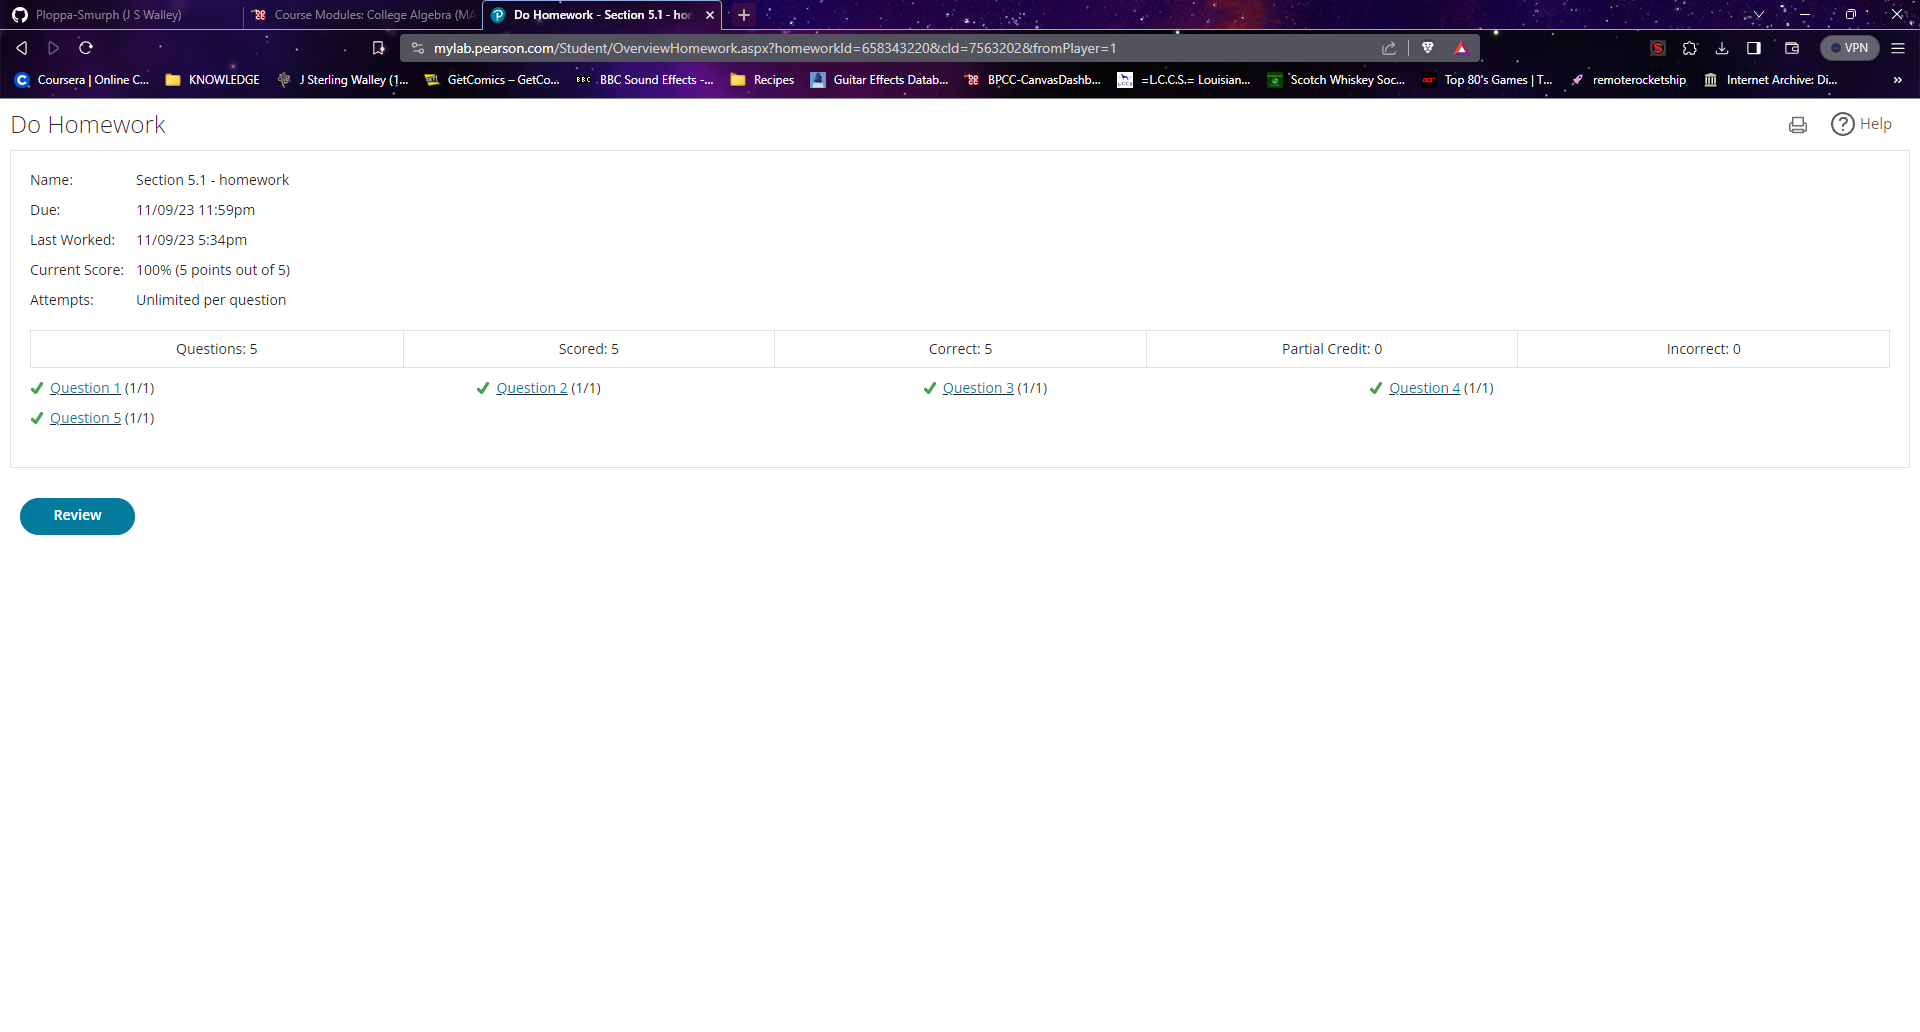 Ploppa-Smurph (J S Walley)
Course Modules: College Algebra (MA
Do Homework - Section 5.1 - ho
mylab.pearson.com/Student/OverviewHomework.aspx?homeworkId=658343220&cId=7563202&fromPlayer=1
VPN
Coursera | Online C...
KNOWLEDGE
J Sterling Walley (1...
GetComics – GetCo...
BBC Sound Effects -...
Recipes
Guitar Effects Datab...
BPCC-CanvasDashb...
=L.C.C.S.= Louisian...
Scotch Whiskey Soc...
Top 80's Games | T...
remoterocketship
Internet Archive: Di...
»
Do Homework
Help
Name: Section 5.1 - homework
Due: 11/09/23 11:59pm
Last Worked: 11/09/23 5:34pm
Current Score: 100% (5 points out of 5)
Attempts: Unlimited per question
Questions: 5 Scored: 5 Correct: 5 Partial Credit: 0 Incorrect: 0
Question 1 (1/1) Question 2 (1/1) Question 3 (1/1) Question 4 (1/1)
Question 5 (1/1)
Review